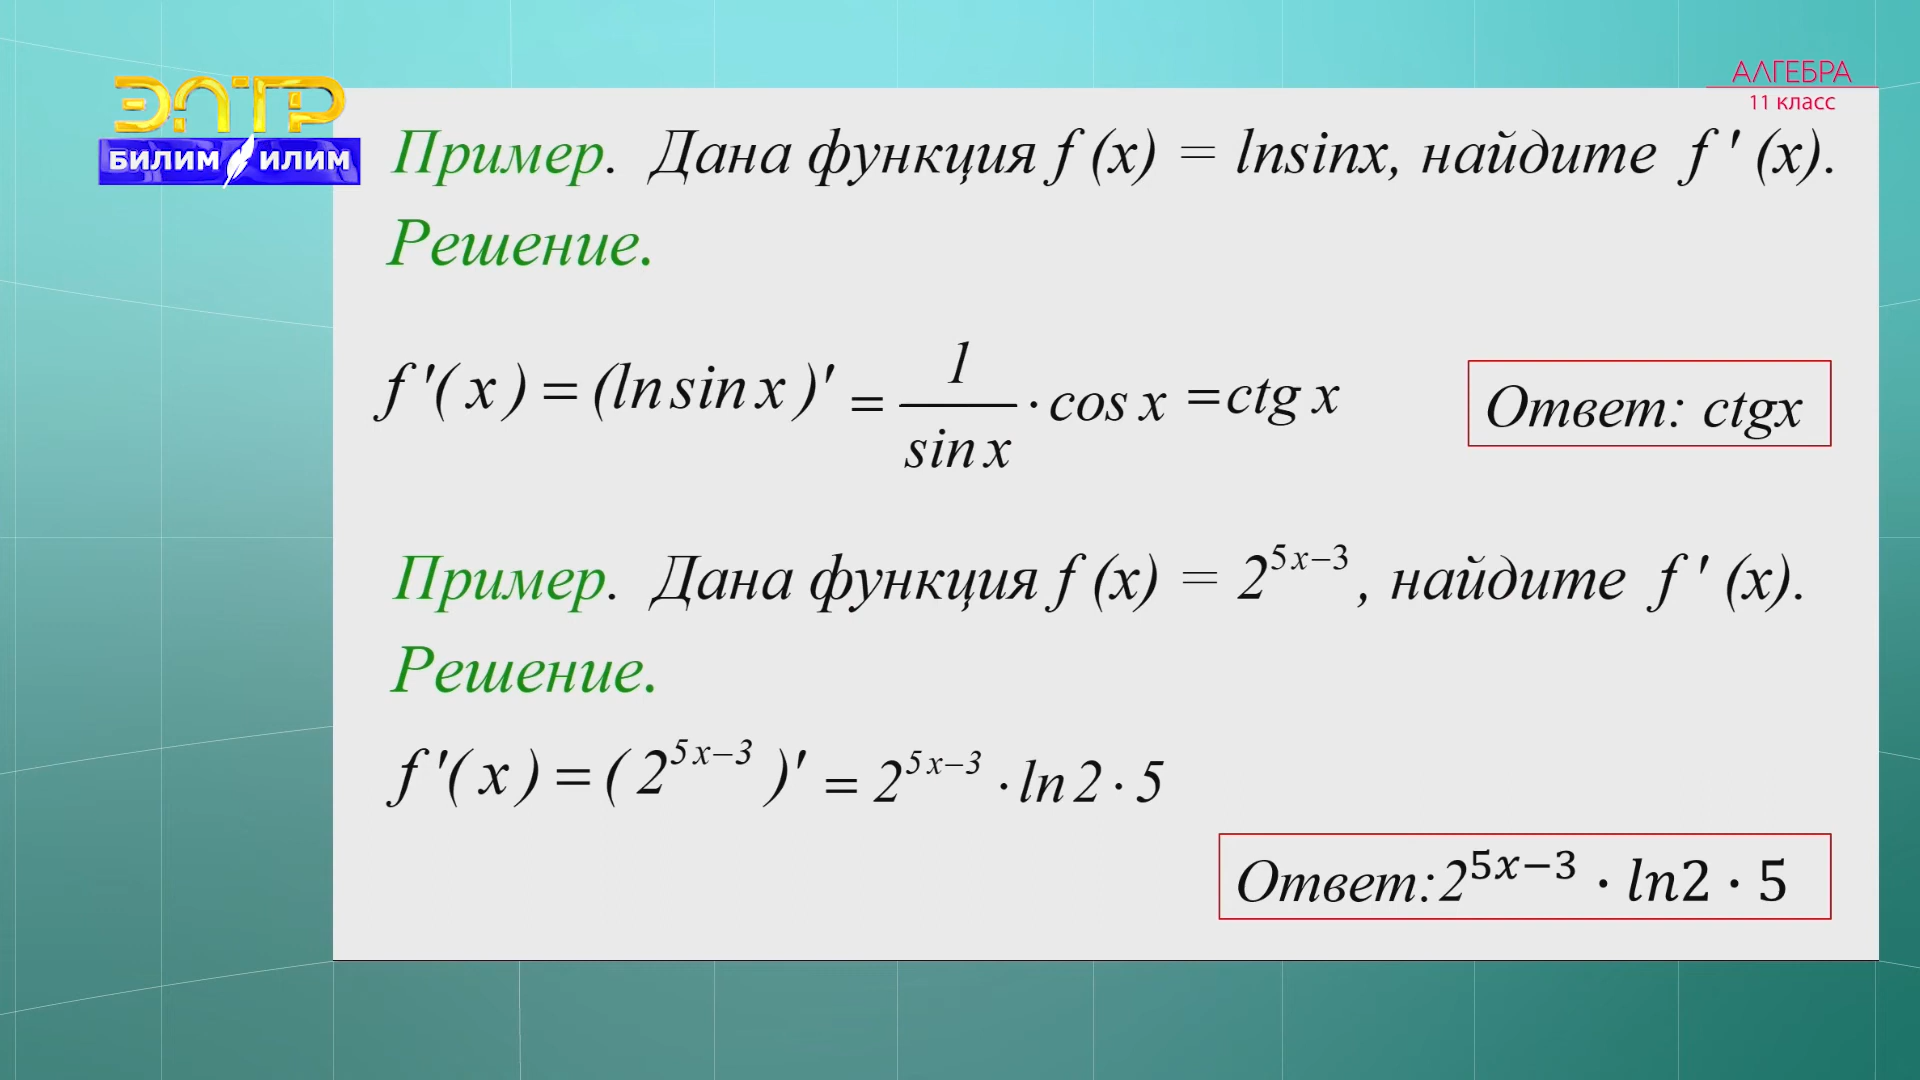 ЭЛТР
БИЛИМ ИЛИМ
АЛГЕБРА
11 класс
Пример. Дана функция f (x) = lnsinx, найдите f ' (x).
Решение.
f '( x ) = (ln sin x )' = 1/sin x · cos x = ctg x
Ответ: ctgx
Пример. Дана функция f (x) = 2^{5x−3} , найдите f ' (x).
Решение.
f '( x ) = ( 2^{5x−3} )' = 2^{5x−3} · ln 2 · 5
Ответ: 2^{5x−3} · ln2 · 5